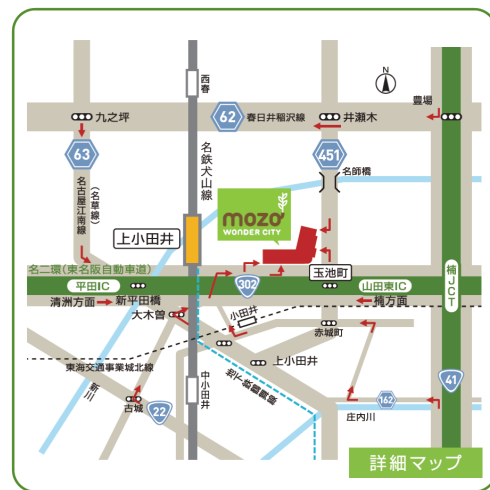 N
西春
豊場
九之坪
62
春日井稲沢線
井瀬木
63
451
名師橋
名鉄犬山線
名古屋江南線
(名草線)
mozo
WONDER CITY
上小田井
名二環(東名阪自動車道)
玉池町
楠JCT
平田IC
302
山田東IC
清洲方面
新平田橋
楠方面
大木曽
小田井
赤城町
上小田井
東海交通事業城北線
新川
中小田井
地下鉄鶴舞線
41
古城
22
162
庄内川
詳細マップ